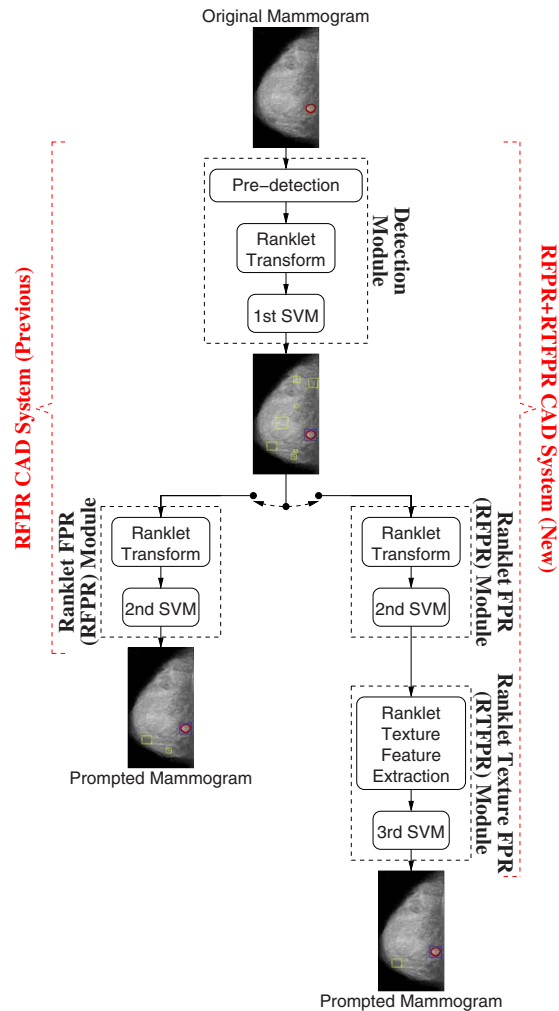 Original Mammogram
Pre-detection
Ranklet
Transform
1st SVM
Detection
Module
RFPR CAD System (Previous)
RFPR+RTFPR CAD System (New)
Ranklet
Transform
2nd SVM
Ranklet FPR
(RFPR) Module
Prompted Mammogram
Ranklet
Transform
2nd SVM
Ranklet FPR
(RFPR) Module
Ranklet
Texture
Feature
Extraction
3rd SVM
Ranklet Texture FPR
(RTFPR) Module
Prompted Mammogram